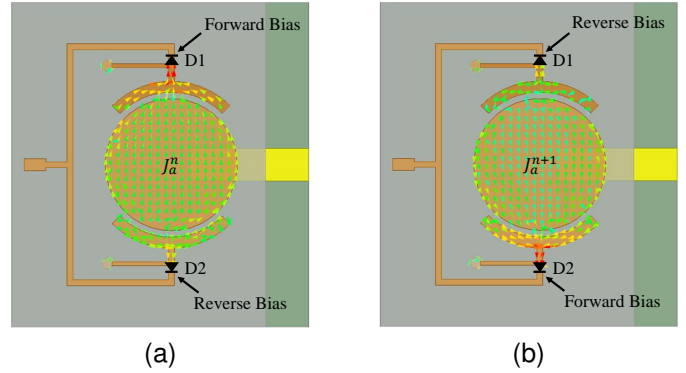 Forward Bias
D1
J_a^n
D2
Reverse Bias
(a)
Reverse Bias
D1
J_a^{n+1}
D2
Forward Bias
(b)